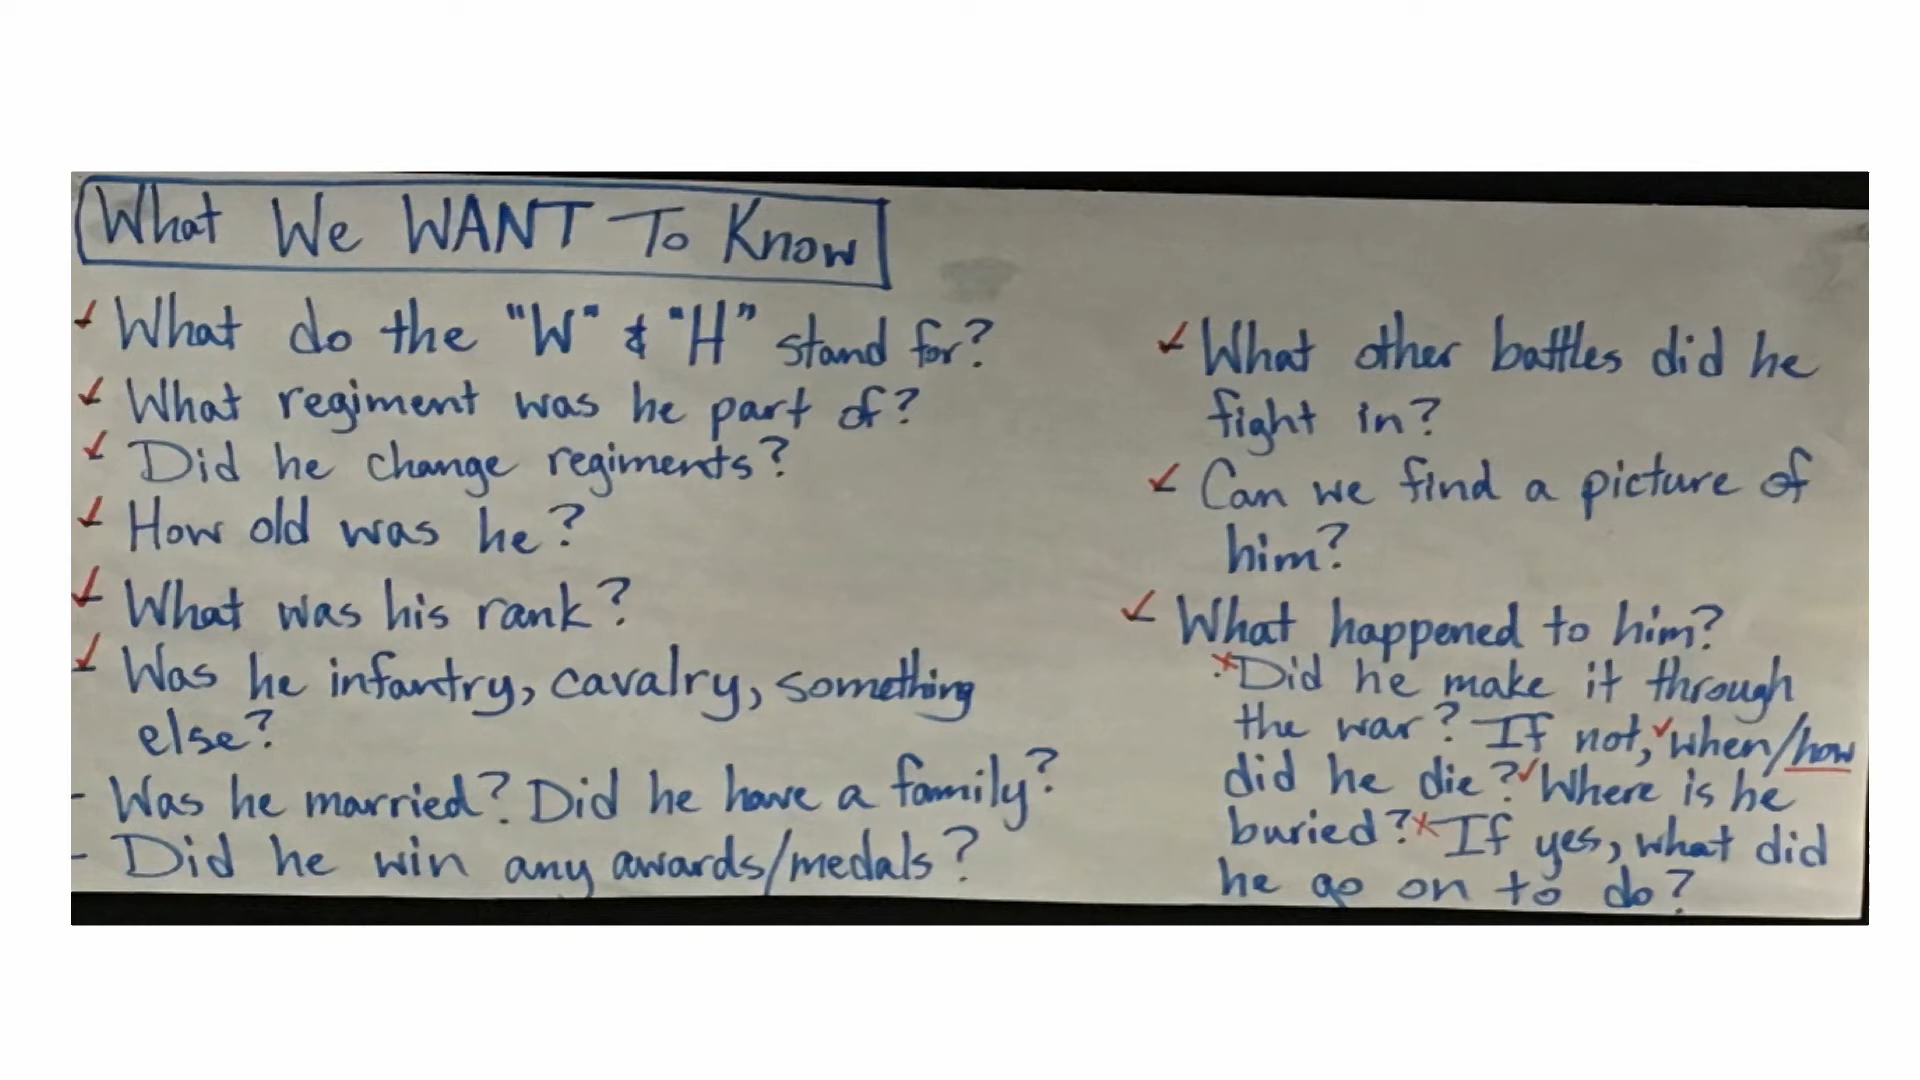 What We WANT To Know
✓ What do the "W" & "H" stand for?
✓ What regiment was he part of?
✓ Did he change regiments?
✓ How old was he?
✓ What was his rank?
✓ Was he infantry, cavalry, something
else?
- Was he married? Did he have a family?
- Did he win any awards/medals?
✓ What other battles did he
fight in?
✓ Can we find a picture of
him?
✓ What happened to him?
x Did he make it through
the war? If not, ✓ when/how
did he die? ✓ Where is he
buried? x If yes, what did
he go on to do?